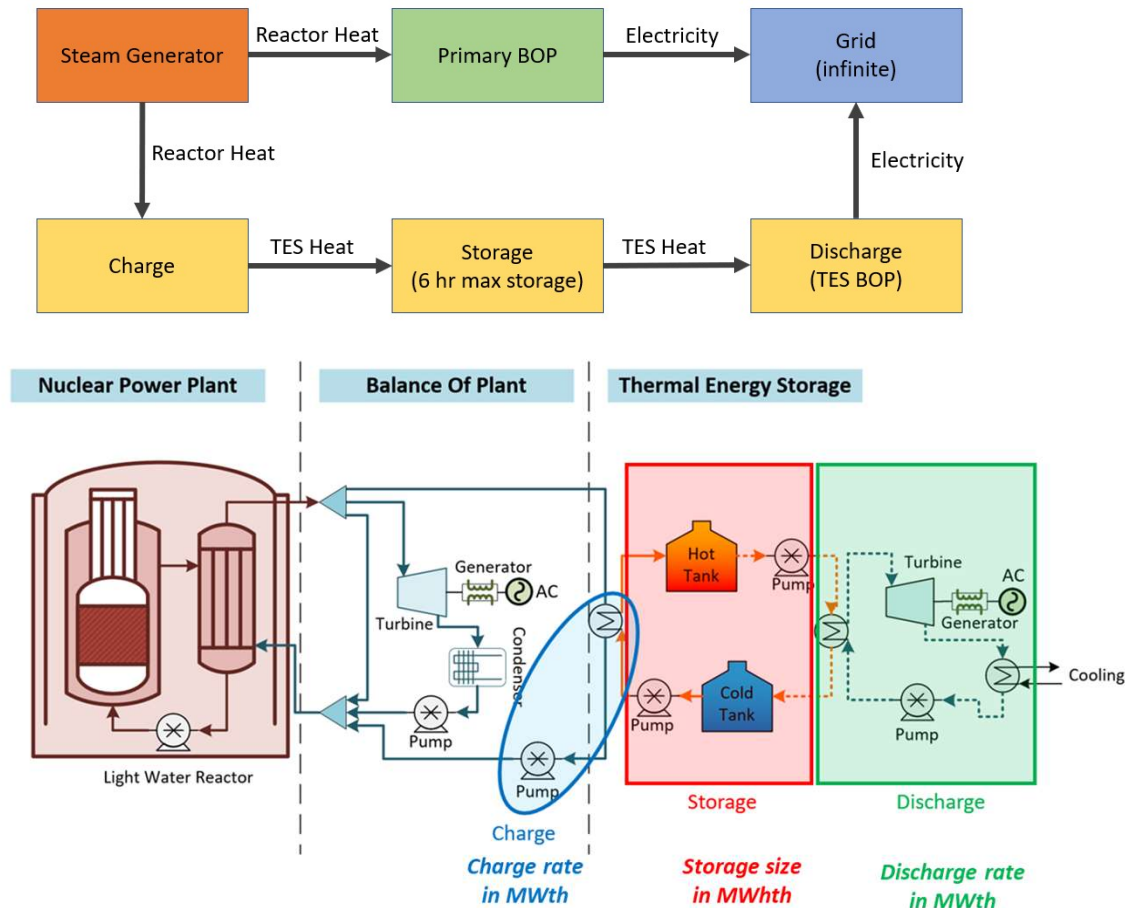 Steam Generator
Reactor Heat
Primary BOP
Electricity
Grid
(infinite)
Reactor Heat
Electricity
Charge
TES Heat
Storage
(6 hr max storage)
TES Heat
Discharge
(TES BOP)
Nuclear Power Plant
Balance Of Plant
Thermal Energy Storage
Light Water Reactor
Turbine
Generator
AC
Condenser
Pump
Pump
Charge
Hot
Tank
Pump
Cold
Tank
Pump
Storage
Turbine
AC
Generator
Cooling
Pump
Discharge
Charge rate
in MWth
Storage size
in MWhth
Discharge rate
in MWth